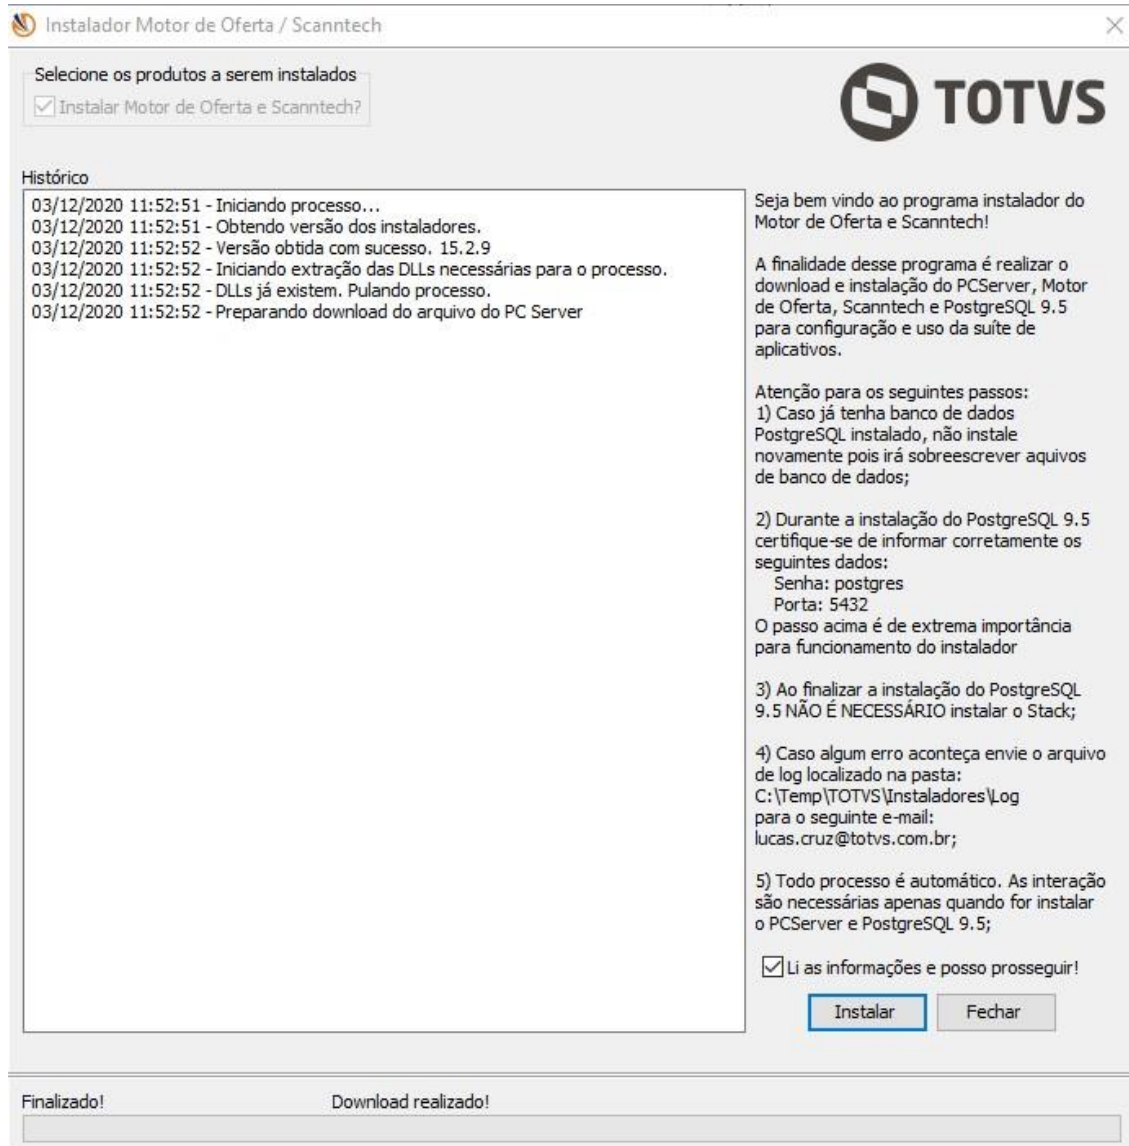 Instalador Motor de Oferta / Scanntech
Selecione os produtos a serem instalados
Instalar Motor de Oferta e Scanntech?
TOTVS
Histórico
03/12/2020 11:52:51 - Iniciando processo...
03/12/2020 11:52:51 - Obtendo versão dos instaladores.
03/12/2020 11:52:52 - Versão obtida com sucesso. 15.2.9
03/12/2020 11:52:52 - Iniciando extração das DLLs necessárias para o processo.
03/12/2020 11:52:52 - DLLs já existem. Pulando processo.
03/12/2020 11:52:52 - Preparando download do arquivo do PC Server
Seja bem vindo ao programa instalador do
Motor de Oferta e Scanntech!
A finalidade desse programa é realizar o
download e instalação do PCServer, Motor
de Oferta, Scanntech e PostgreSQL 9.5
para configuração e uso da suíte de
aplicativos.
Atenção para os seguintes passos:
1) Caso já tenha banco de dados
PostgreSQL instalado, não instale
novamente pois irá sobreescrever aquivos
de banco de dados;
2) Durante a instalação do PostgreSQL 9.5
certifique-se de informar corretamente os
seguintes dados:
Senha: postgres
Porta: 5432
O passo acima é de extrema importância
para funcionamento do instalador
3) Ao finalizar a instalação do PostgreSQL
9.5 NÃO É NECESSÁRIO instalar o Stack;
4) Caso algum erro aconteça envie o arquivo
de log localizado na pasta:
C:\Temp\TOTVS\Instaladores\Log
para o seguinte e-mail:
lucas.cruz@totvs.com.br;
5) Todo processo é automático. As interação
são necessárias apenas quando for instalar
o PCServer e PostgreSQL 9.5;
Li as informações e posso prosseguir!
Instalar
Fechar
Finalizado!
Download realizado!